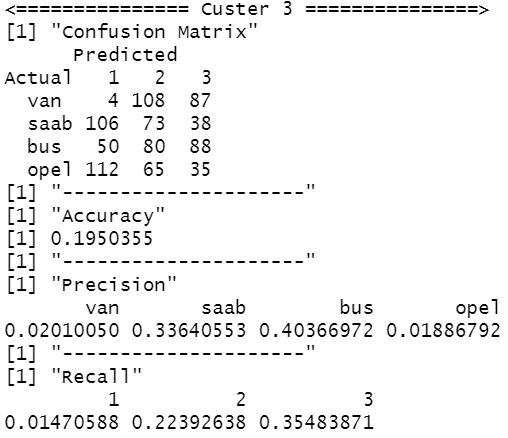 <=============== Custer 3 ===============>
[1] "Confusion Matrix"
      Predicted
Actual   1   2   3
  van    4 108  87
  saab 106  73  38
  bus   50  80  88
  opel 112  65  35
[1] "---------------------"
[1] "Accuracy"
[1] 0.1950355
[1] "---------------------"
[1] "Precision"
       van       saab        bus       opel
0.02010050 0.33640553 0.40366972 0.01886792
[1] "---------------------"
[1] "Recall"
         1          2          3
0.01470588 0.22392638 0.35483871